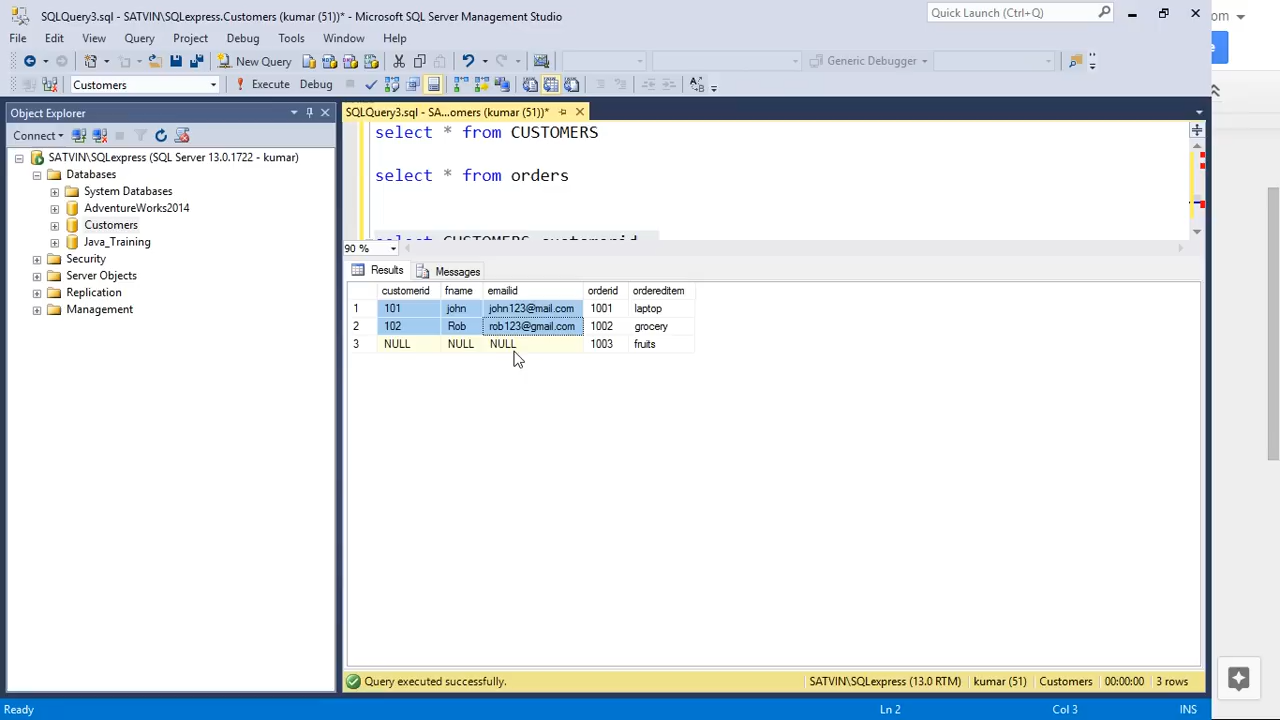 SQLQuery3.sql - SATVIN\SQLexpress.Customers (kumar (51))* - Microsoft SQL Server Management Studio
Quick Launch (Ctrl+Q)
om
File Edit View Query Project Tools Window Help
New Query
Generic Debugger
Customers
Execute Debug
Object Explorer
SQLQuery3.sql - SA...omers (kumar (51))*
Connect
SATVIN\SQLexpress (SQL Server 13.0.1722 - kumar)
Databases
System Databases
AdventureWorks2014
Customers
Java_Training
Security
Server Objects
Replication
Management
select * from CUSTOMERS
select * from orders
select CUSTOMERS.customerid
90 %
Results Messages
customerid fname emailid orderid ordereditem
1 101 john john123@mail.com 1001 laptop
2 102 Rob rob123@gmail.com 1002 grocery
3 NULL NULL NULL 1003 fruits
Query executed successfully.
SATVIN\SQLexpress (13.0 RTM) kumar (51) Customers 00:00:00 3 rows
Ready Ln 2 Col 3 INS